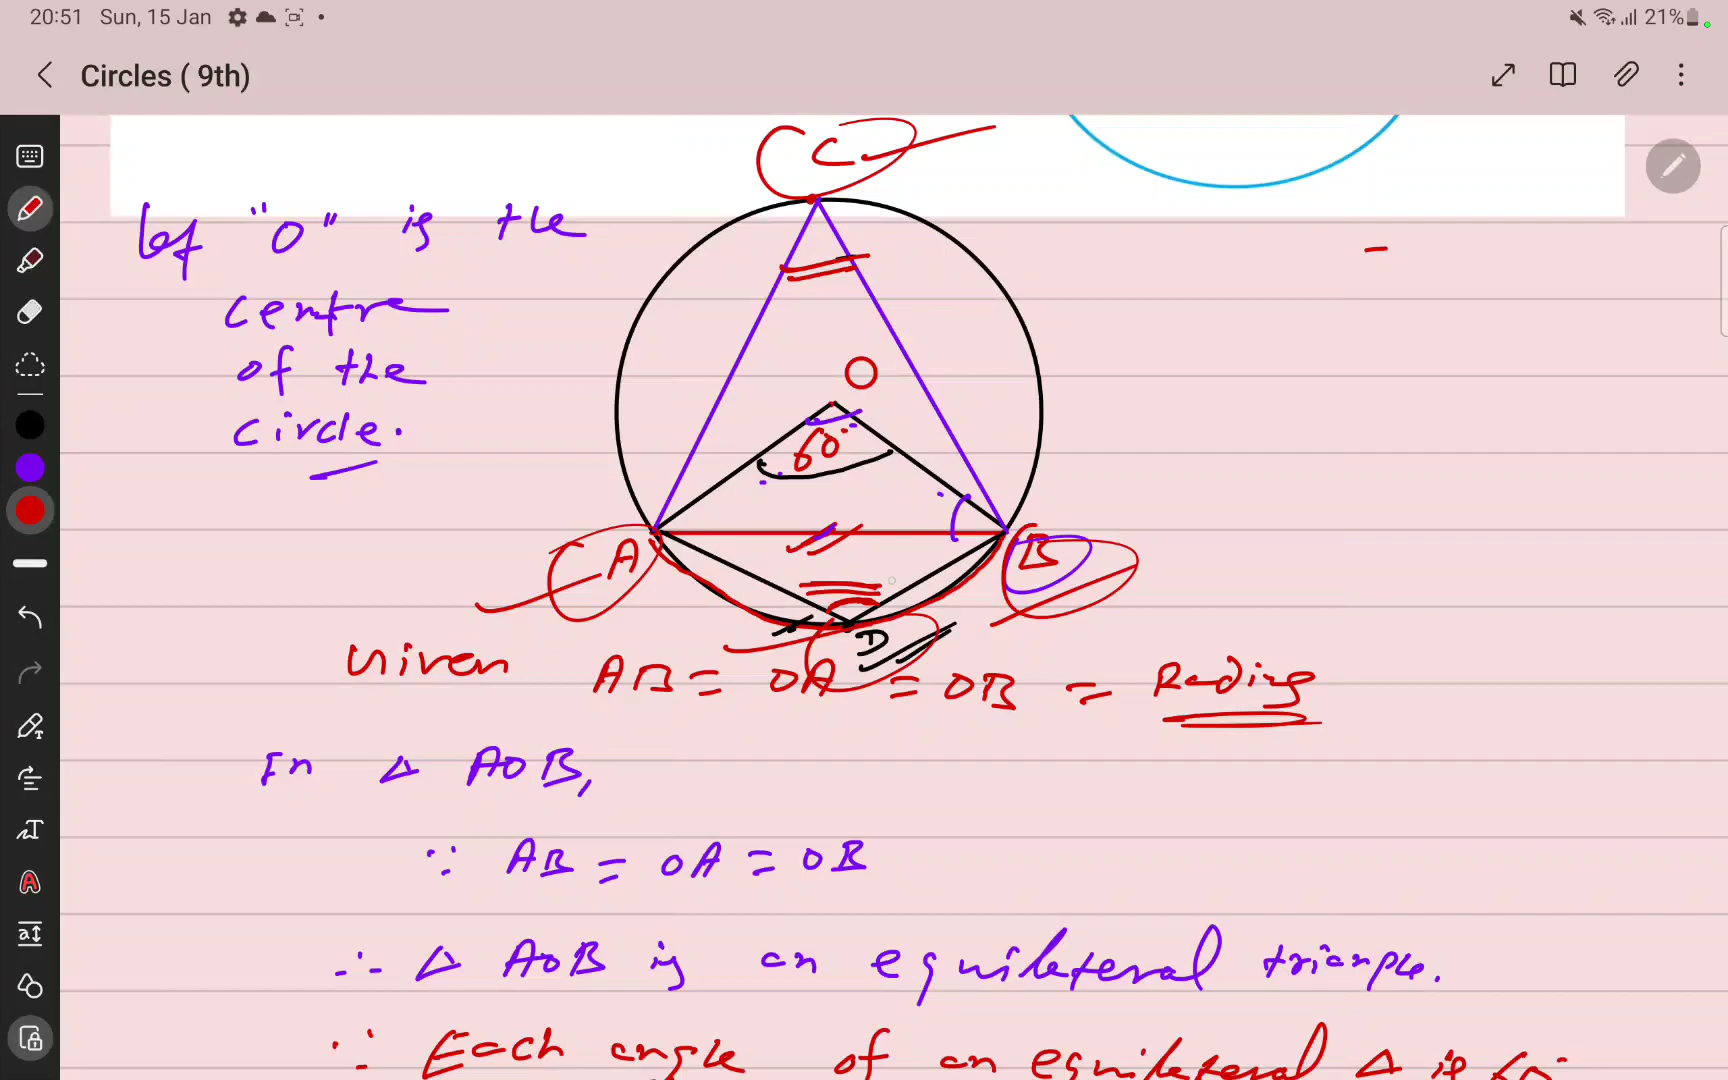 20:51 Sun, 15 Jan
21%
Circles ( 9th)
C
let "O" is the
centre
of the
circle.
O
60°
A
B
D
Given AB = OA = OB = Radius
In △ AOB,
∵ AB = OA = OB
∴ △ AOB is an equilateral triangle.
∵ Each angle of an equilateral △ is 60°